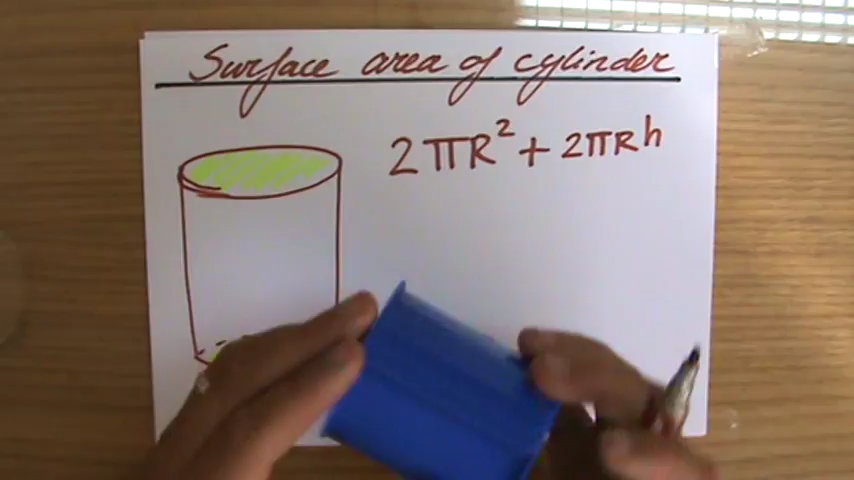 Surface area of cylinder
2πR² + 2πRh